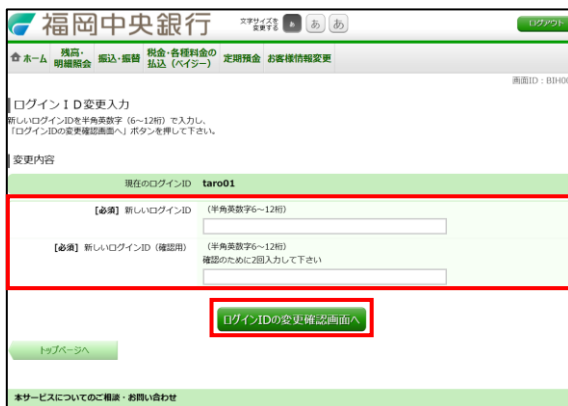 福岡中央銀行
文字サイズを
変更する
あ あ あ
ログアウト
ホーム
残高・
明細照会
振込・振替
税金・各種料金の
払込（ペイジー）
定期預金
お客様情報変更
画面ID：BIH00
ログインＩＤ変更入力
新しいログインIDを半角英数字（6～12桁）で入力し、
「ログインIDの変更確認画面へ」ボタンを押して下さい。
変更内容
現在のログインID taro01
[必須] 新しいログインID （半角英数字6～12桁）
[必須] 新しいログインID（確認用） （半角英数字6～12桁）
確認のために2回入力して下さい
ログインIDの変更確認画面へ
トップページへ
本サービスについてのご相談・お問い合わせ